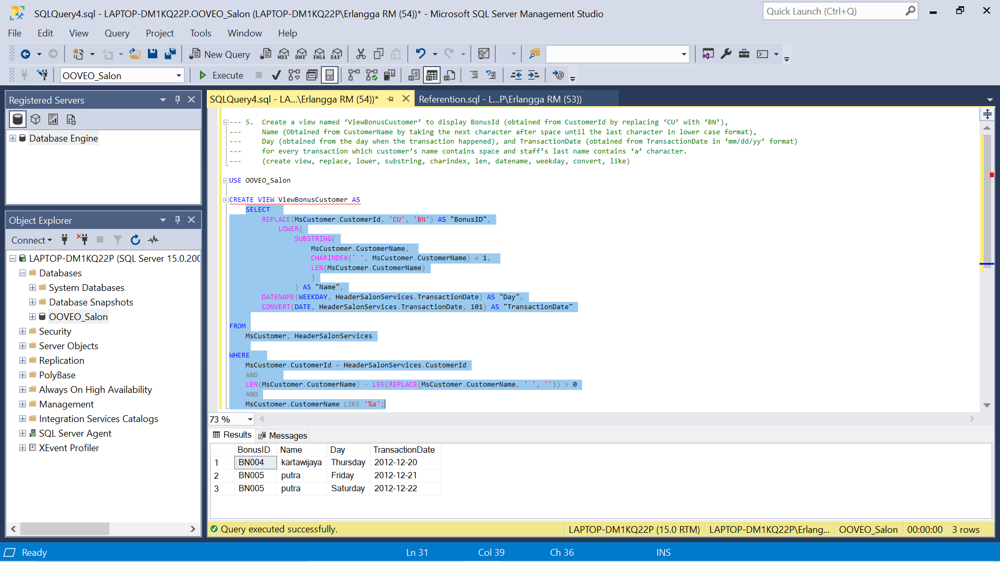 SQLQuery4.sql - LAPTOP-DM1KQ22P.OOVEO_Salon (LAPTOP-DM1KQ22P\Erlangga RM (54))* - Microsoft SQL Server Management Studio
Quick Launch (Ctrl+Q)
File Edit View Query Project Tools Window Help
New Query MDX DMX XMLA DAX
OOVEO_Salon Execute
Registered Servers
Database Engine
Object Explorer
Connect
LAPTOP-DM1KQ22P (SQL Server 15.0.200
Databases
System Databases
Database Snapshots
OOVEO_Salon
Security
Server Objects
Replication
PolyBase
Always On High Availability
Management
Integration Services Catalogs
SQL Server Agent
XEvent Profiler
SQLQuery4.sql - LA...\Erlangga RM (54))* Referention.sql - L...P\Erlangga RM (53))
--- 5. Create a view named ‘ViewBonusCustomer’ to display BonusId (obtained from CustomerId by replacing ‘CU’ with ‘BN’),
--- Name (Obtained from CustomerName by taking the next character after space until the last character in lower case format),
--- Day (obtained from the day when the transaction happened), and TransactionDate (obtained from TransactionDate in ‘mm/dd/yy’ format)
--- for every transaction which customer’s name contains space and staff’s last name contains ‘a’ character.
--- (create view, replace, lower, substring, charindex, len, datename, weekday, convert, like)
USE OOVEO_Salon
CREATE VIEW ViewBonusCustomer AS
SELECT
REPLACE(MsCustomer.CustomerId, 'CU', 'BN') AS "BonusID",
LOWER(
SUBSTRING(
MsCustomer.CustomerName,
CHARINDEX(' ', MsCustomer.CustomerName) + 1,
LEN(MsCustomer.CustomerName)
)
) AS "Name",
DATENAME(WEEKDAY, HeaderSalonServices.TransactionDate) AS "Day",
CONVERT(DATE, HeaderSalonServices.TransactionDate, 101) AS "TransactionDate"
FROM
MsCustomer, HeaderSalonServices
WHERE
MsCustomer.CustomerId = HeaderSalonServices.CustomerId
AND
LEN(MsCustomer.CustomerName) - LEN(REPLACE(MsCustomer.CustomerName, ' ', '')) > 0
AND
MsCustomer.CustomerName LIKE '%a';
73 %
Results Messages
BonusID Name Day TransactionDate
1 BN004 kartawijaya Thursday 2012-12-20
2 BN005 putra Friday 2012-12-21
3 BN005 putra Saturday 2012-12-22
Query executed successfully. LAPTOP-DM1KQ22P (15.0 RTM) LAPTOP-DM1KQ22P\Erlang... OOVEO_Salon 00:00:00 3 rows
Ready Ln 31 Col 39 Ch 36 INS